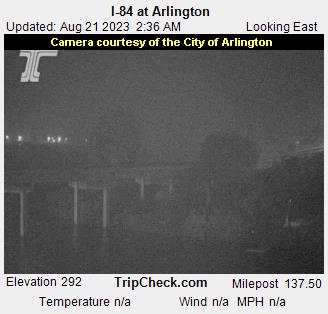 I-84 at Arlington
Updated: Aug 21 2023 2:36 AM Looking East
Camera courtesy of the City of Arlington
Elevation 292 TripCheck.com Milepost 137.50
Temperature n/a Wind n/a MPH n/a